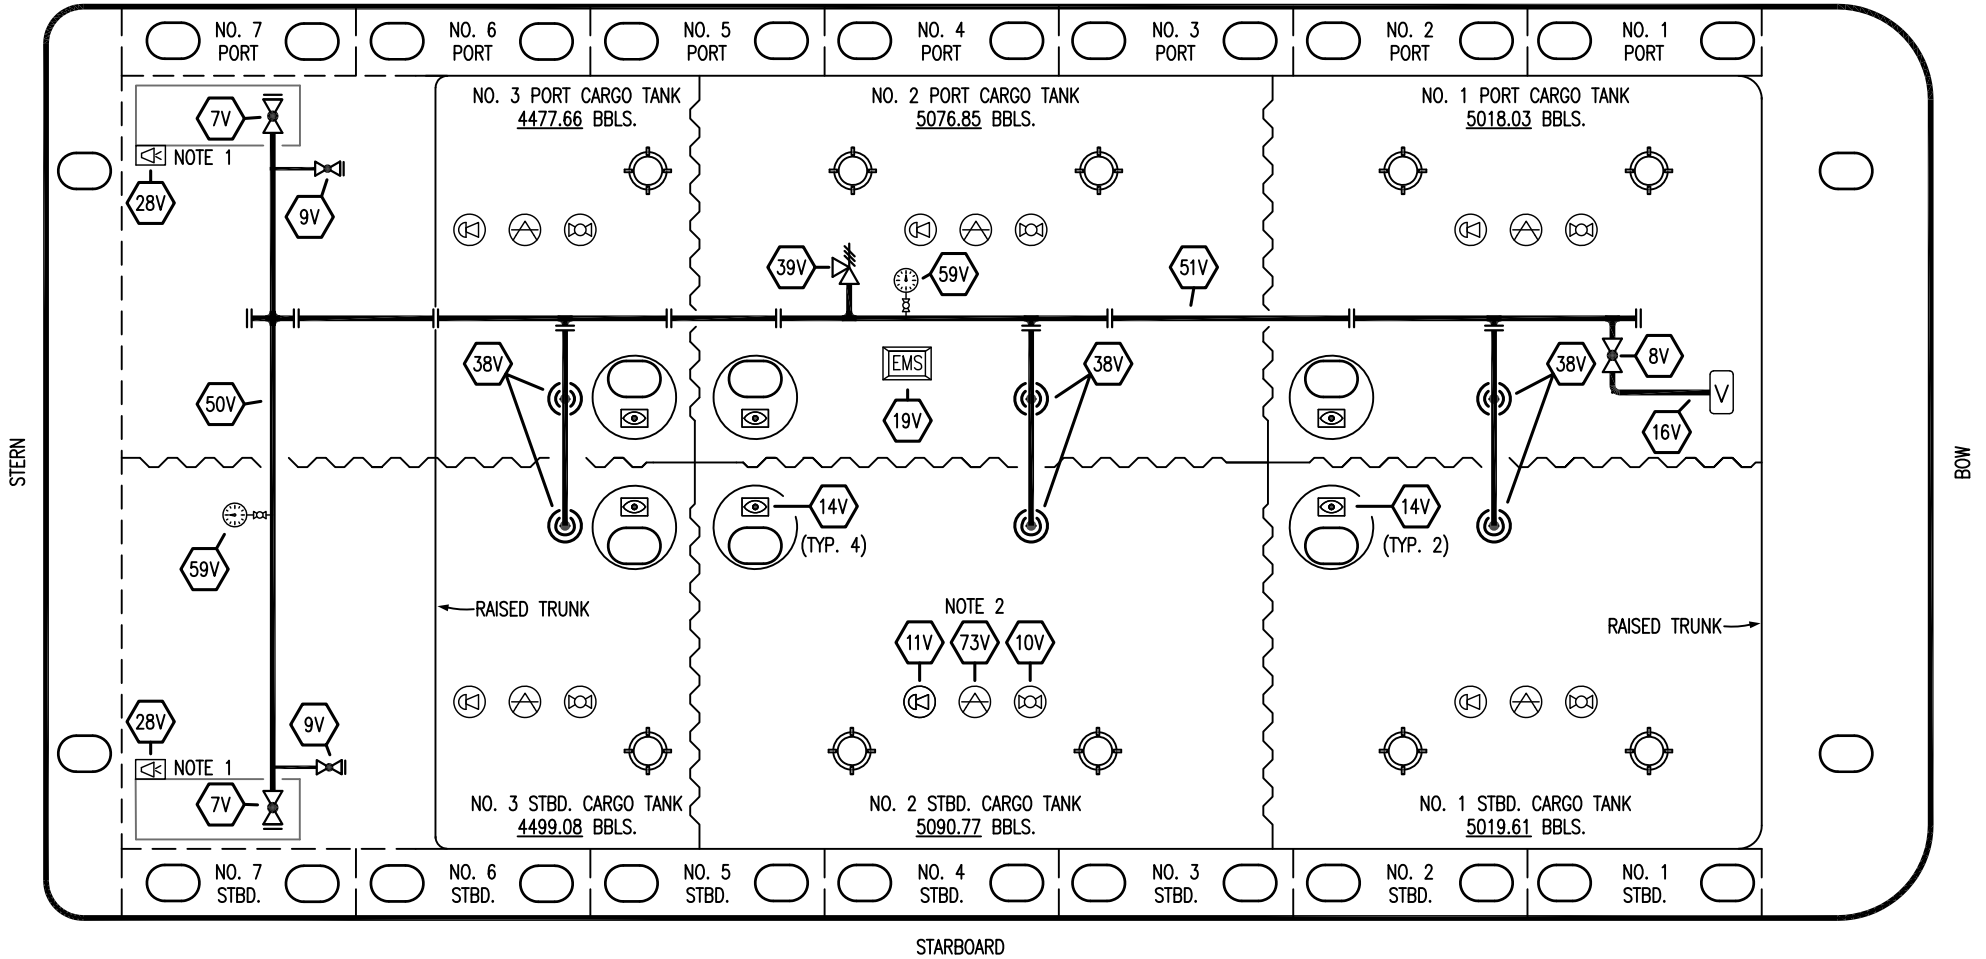 NO. 7
PORT
NO. 6
PORT
NO. 5
PORT
NO. 4
PORT
NO. 3
PORT
NO. 2
PORT
NO. 1
PORT
NO. 3 PORT CARGO TANK
4477.66 BBLS.
NO. 2 PORT CARGO TANK
5076.85 BBLS.
NO. 1 PORT CARGO TANK
5018.03 BBLS.
7V
NOTE 1
28V
9V
39V
59V
51V
38V
EMS
19V
38V
38V
8V
V
16V
50V
STERN
BOW
14V
(TYP. 4)
14V
(TYP. 2)
59V
RAISED TRUNK
NOTE 2
11V
73V
10V
RAISED TRUNK
28V
9V
NOTE 1
7V
NO. 3 STBD. CARGO TANK
4499.08 BBLS.
NO. 2 STBD. CARGO TANK
5090.77 BBLS.
NO. 1 STBD. CARGO TANK
5019.61 BBLS.
NO. 7
STBD.
NO. 6
STBD.
NO. 5
STBD.
NO. 4
STBD.
NO. 3
STBD.
NO. 2
STBD.
NO. 1
STBD.
STARBOARD